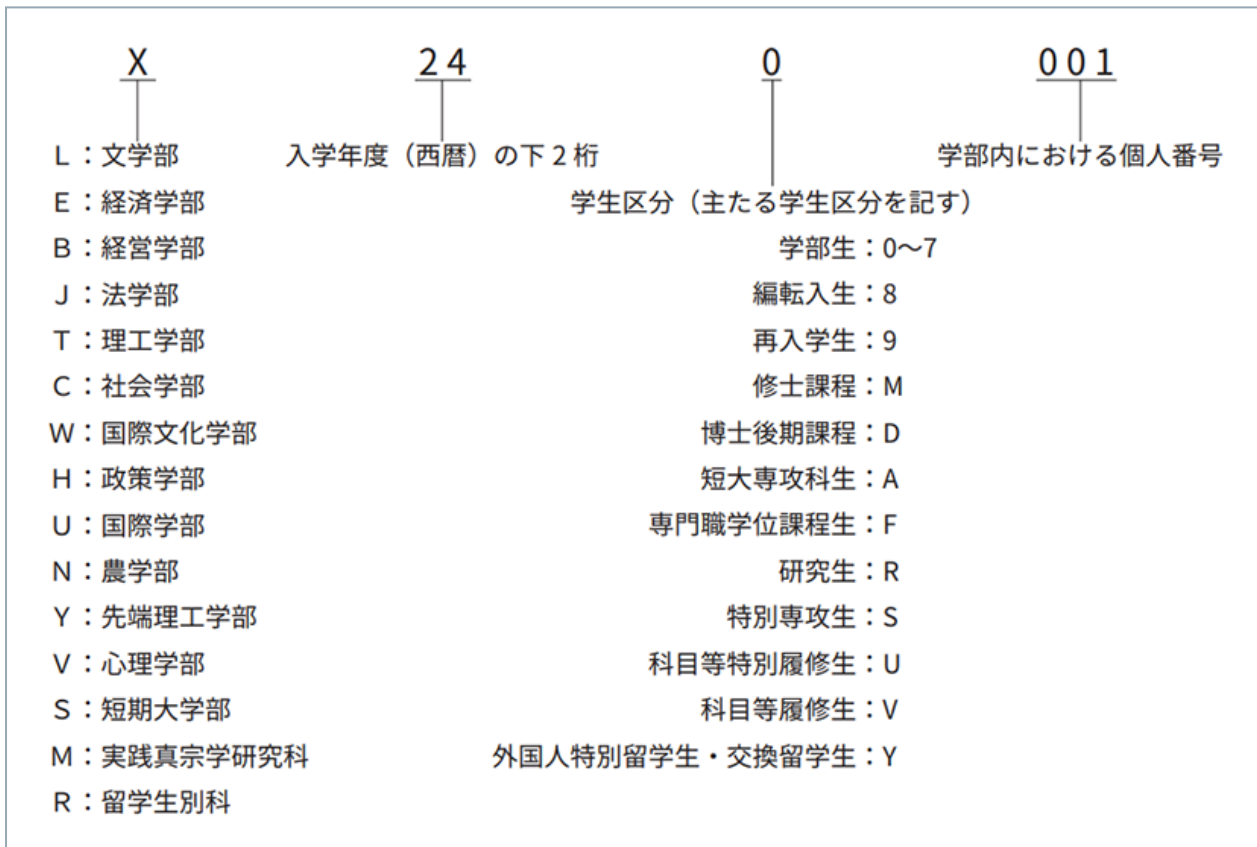 X 24 0 001
L：文学部 入学年度（西暦）の下2桁 学部内における個人番号
E：経済学部 学生区分（主たる学生区分を記す）
B：経営学部 学部生：0～7
J：法学部 編転入生：8
T：理工学部 再入学生：9
C：社会学部 修士課程：M
W：国際文化学部 博士後期課程：D
H：政策学部 短大専攻科生：A
U：国際学部 専門職学位課程生：F
N：農学部 研究生：R
Y：先端理工学部 特別専攻生：S
V：心理学部 科目等特別履修生：U
S：短期大学部 科目等履修生：V
M：実践真宗学研究科 外国人特別留学生・交換留学生：Y
R：留学生別科